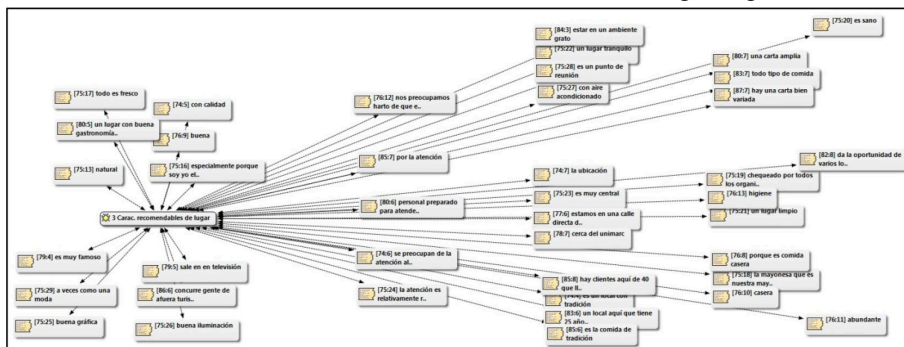 [84:3] estar en un ambiente
grato
[75:22] un lugar tranquilo
[75:28] es un punto de
reunión
[75:27] con aire
acondicionado
[75:20] es sano
[80:7] una carta amplia
[83:7] todo tipo de comida
[87:7] hay una carta bien
variada
[75:17] todo es fresco
[74:5] con calidad
[80:5] un lugar con buena
gastronomía..
[76:9] buena
[76:12] nos preocupamos
harto de que e..
[75:13] natural
[75:16] especialmente porque
soy yo el..
[85:7] por la atención
[82:8] da la oportunidad de
varios lo..
[74:7] la ubicación
[75:19] chequeado por todos
los organi..
[75:23] es muy central
[76:13] higiene
[80:6] personal preparado
para atende..
[77:6] estamos en una calle
directa d..
[75:21] un lugar limpio
[78:7] cerca del unimarc
3 Carac. recomendables de lugar
[79:4] es muy famoso
[79:5] sale en en televisión
[74:6] se preocupan de la
atención al..
[76:8] porque es comida
casera
[75:18] la mayonesa que es
nuestra may..
[76:10] casera
[75:29] a veces como una
moda
[86:6] concurre gente de
afuera turis..
[75:24] la atención es
relativamente r..
[85:8] hay clientes aquí de 40
que ll..
[74:4] es un local con
tradición
[83:6] un local aquí que tiene
25 año..
[85:6] es la comida de
tradición
[76:11] abundante
[75:25] buena gráfica
[75:26] buena iluminación